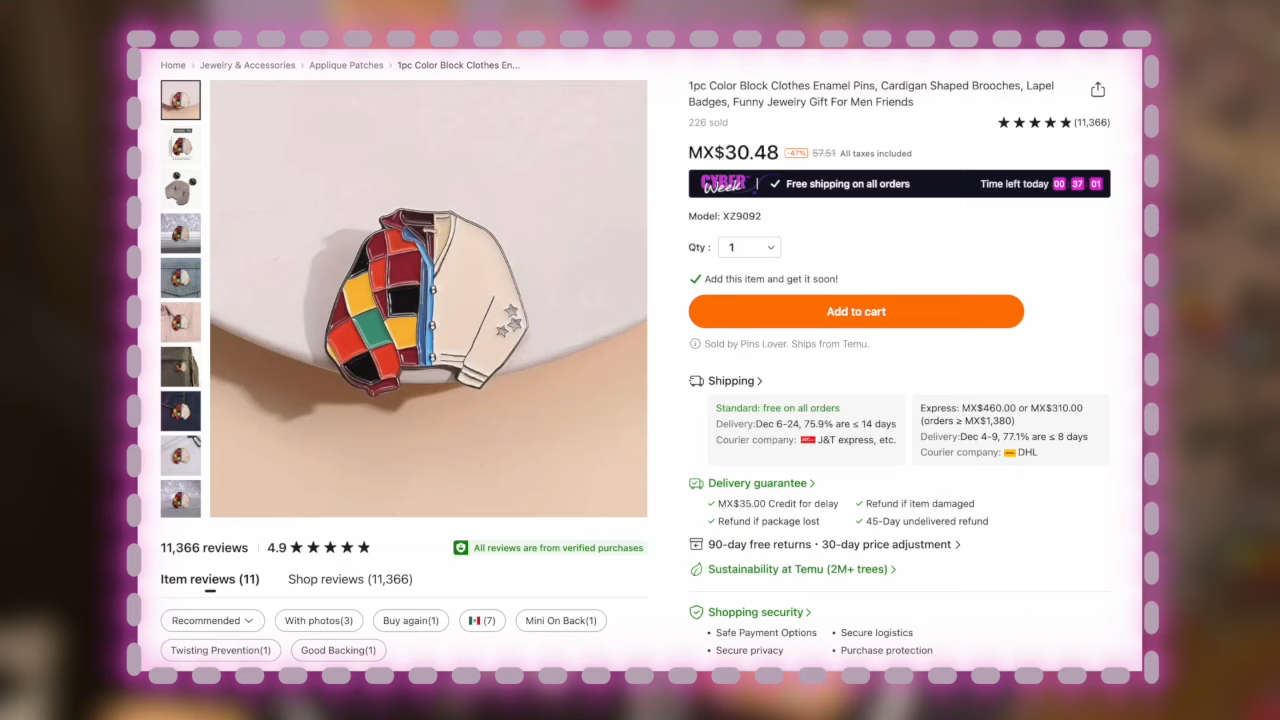 Home › Jewelry & Accessories › Applique Patches › 1pc Color Block Clothes En...
1pc Color Block Clothes Enamel Pins, Cardigan Shaped Brooches, Lapel
Badges, Funny Jewelry Gift For Men Friends
226 sold
(11,366)
MX$30.48 -47% 57.51 All taxes included
CYBER Week
Free shipping on all orders
Time left today 00 37 01
Model: XZ9092
Qty : 1
Add this item and get it soon!
Add to cart
Sold by Pins Lover. Ships from Temu.
Shipping
Standard: free on all orders
Delivery:Dec 6-24, 75.9% are ≤ 14 days
Courier company: J&T express, etc.
Express: MX$460.00 or MX$310.00
(orders ≥ MX$1,380)
Delivery:Dec 4-9, 77.1% are ≤ 8 days
Courier company: DHL
Delivery guarantee
MX$35.00 Credit for delay
Refund if item damaged
Refund if package lost
45-Day undelivered refund
90-day free returns · 30-day price adjustment
Sustainability at Temu (2M+ trees)
Shopping security
• Safe Payment Options • Secure logistics
• Secure privacy • Purchase protection
11,366 reviews 4.9
All reviews are from verified purchases
Item reviews (11) Shop reviews (11,366)
Recommended With photos(3) Buy again(1) (7) Mini On Back(1)
Twisting Prevention(1) Good Backing(1)